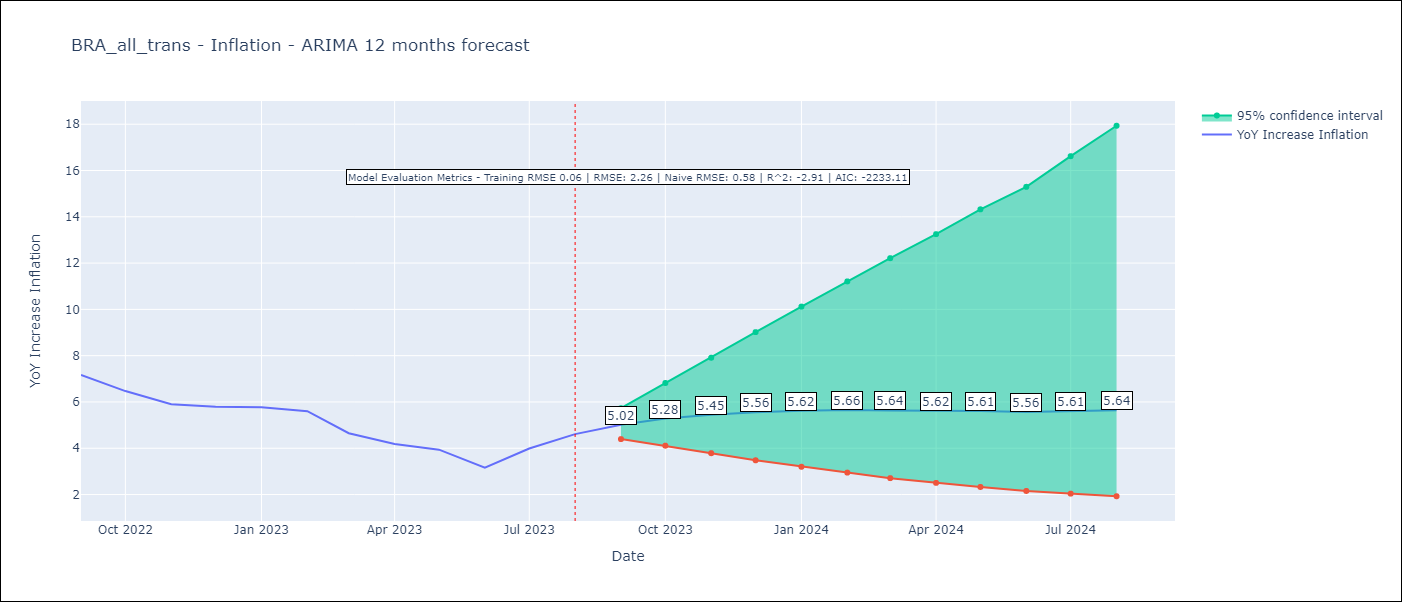 BRA_all_trans - Inflation - ARIMA 12 months forecast
95% confidence interval
YoY Increase Inflation
Model Evaluation Metrics - Training RMSE 0.06 | RMSE: 2.26 | Naive RMSE: 0.58 | R^2: -2.91 | AIC: -2233.11
YoY Increase Inflation
18
16
14
12
10
8
6
4
2
5.02
5.28
5.45
5.56
5.62
5.66
5.64
5.62
5.61
5.56
5.61
5.64
Oct 2022
Jan 2023
Apr 2023
Jul 2023
Oct 2023
Jan 2024
Apr 2024
Jul 2024
Date